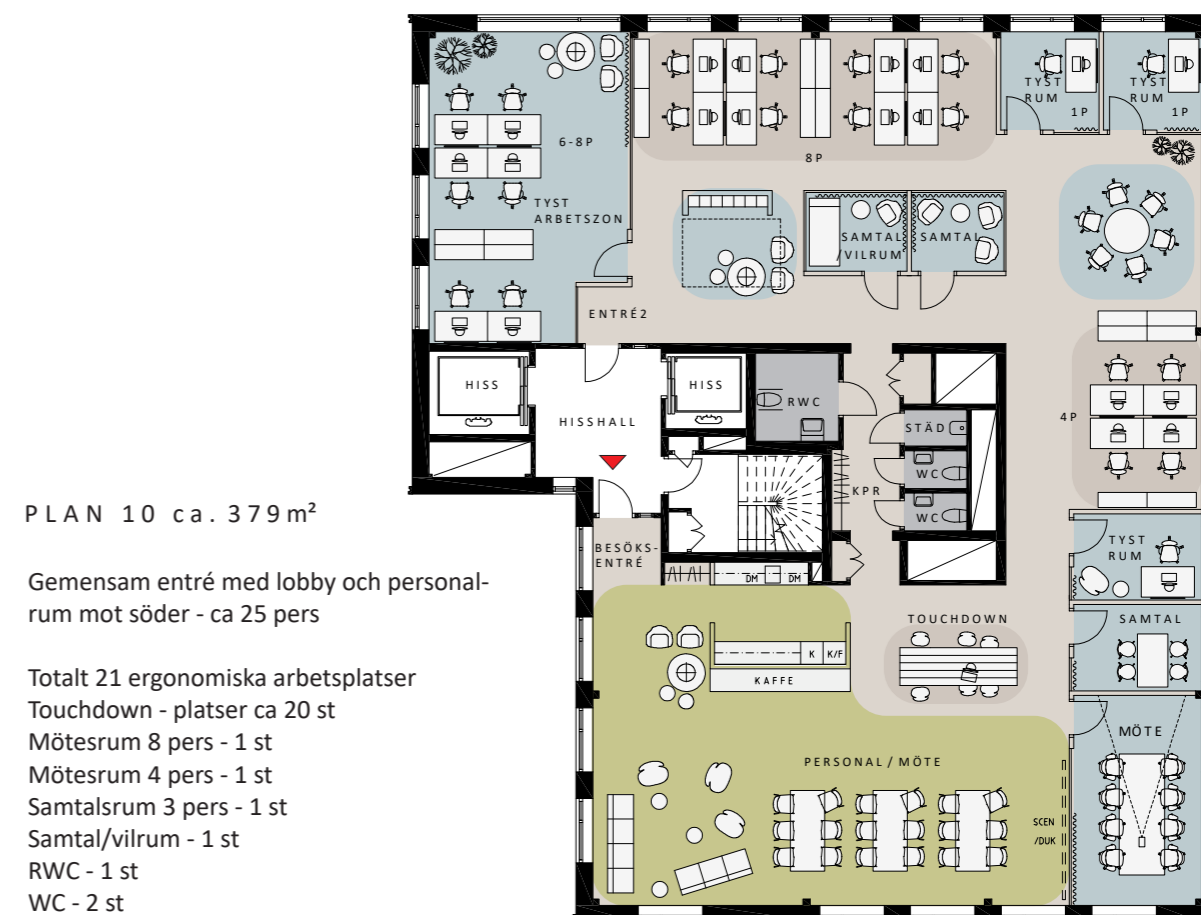 PLAN 10 ca. 379 m²
Gemensam entré med lobby och personal-
rum mot söder - ca 25 pers
Totalt 21 ergonomiska arbetsplatser
Touchdown - platser ca 20 st
Mötesrum 8 pers - 1 st
Mötesrum 4 pers - 1 st
Samtalsrum 3 pers - 1 st
Samtal/vilrum - 1 st
RWC - 1 st
WC - 2 st
6-8P
TYST
ARBETSZON
8P
TYST
RUM
1P
TYST
RUM
1P
SAMTAL
/VILRUM
SAMTAL
ENTRÉ2
HISS
HISSHALL
HISS
RWC
STÄD
WC
WC
KPR
4P
BESÖKS-
ENTRÉ
DM
DM
K
K/F
KAFFE
TOUCHDOWN
TYST
RUM
SAMTAL
MÖTE
PERSONAL / MÖTE
SCEN
/DUK